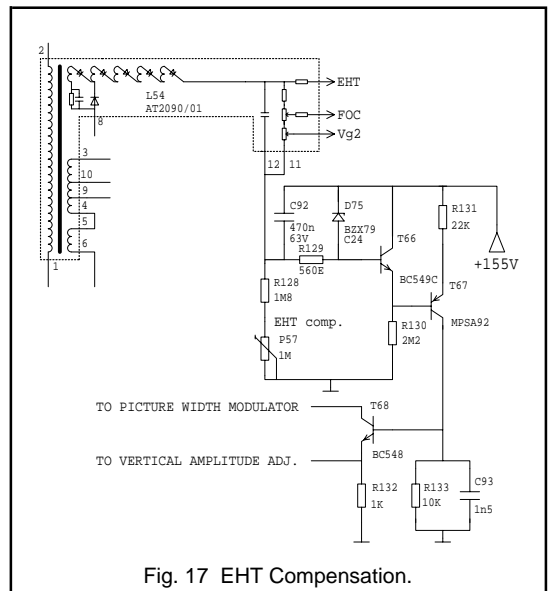 2
EHT
L54
AT2090/01
FOC
8
Vg2
3
12 11
10
9
4
C92
D75
R131
470n
63V
BZX79
C24
T66
22K
5
R129
+155V
6
560E
BC549C
T67
1
R128
1M8
EHT comp.
R130
MPSA92
P57
2M2
1M
TO PICTURE WIDTH MODULATOR
T68
TO VERTICAL AMPLITUDE ADJ.
BC548
R132
R133
C93
1K
10K
1n5
Fig. 17 EHT Compensation.